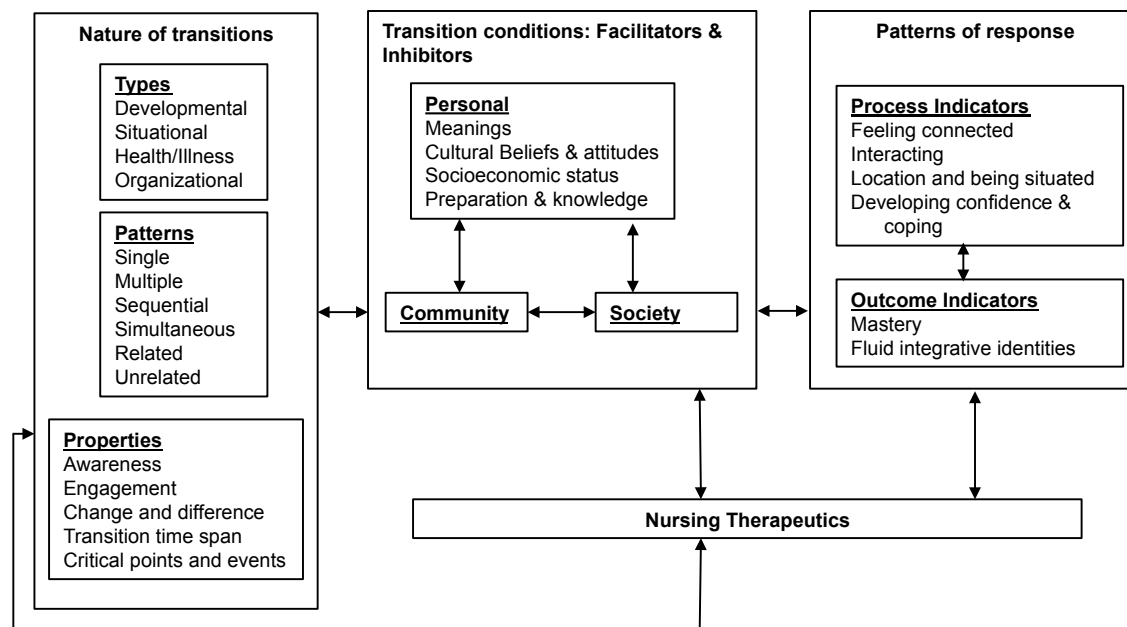 Nature of transitions
Types
Developmental
Situational
Health/Illness
Organizational
Patterns
Single
Multiple
Sequential
Simultaneous
Related
Unrelated
Properties
Awareness
Engagement
Change and difference
Transition time span
Critical points and events
Transition conditions: Facilitators &
Inhibitors
Personal
Meanings
Cultural Beliefs & attitudes
Socioeconomic status
Preparation & knowledge
Community
Society
Patterns of response
Process Indicators
Feeling connected
Interacting
Location and being situated
Developing confidence &
coping
Outcome Indicators
Mastery
Fluid integrative identities
Nursing Therapeutics